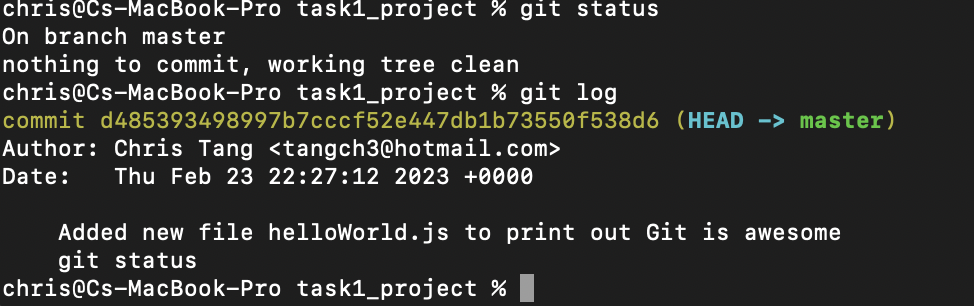 chris@Cs-MacBook-Pro task1_project % git status
On branch master
nothing to commit, working tree clean
chris@Cs-MacBook-Pro task1_project % git log
commit d485393498997b7cccf52e447db1b73550f538d6 (HEAD -> master)
Author: Chris Tang <tangch3@hotmail.com>
Date:   Thu Feb 23 22:27:12 2023 +0000

    Added new file helloWorld.js to print out Git is awesome
    git status
chris@Cs-MacBook-Pro task1_project %